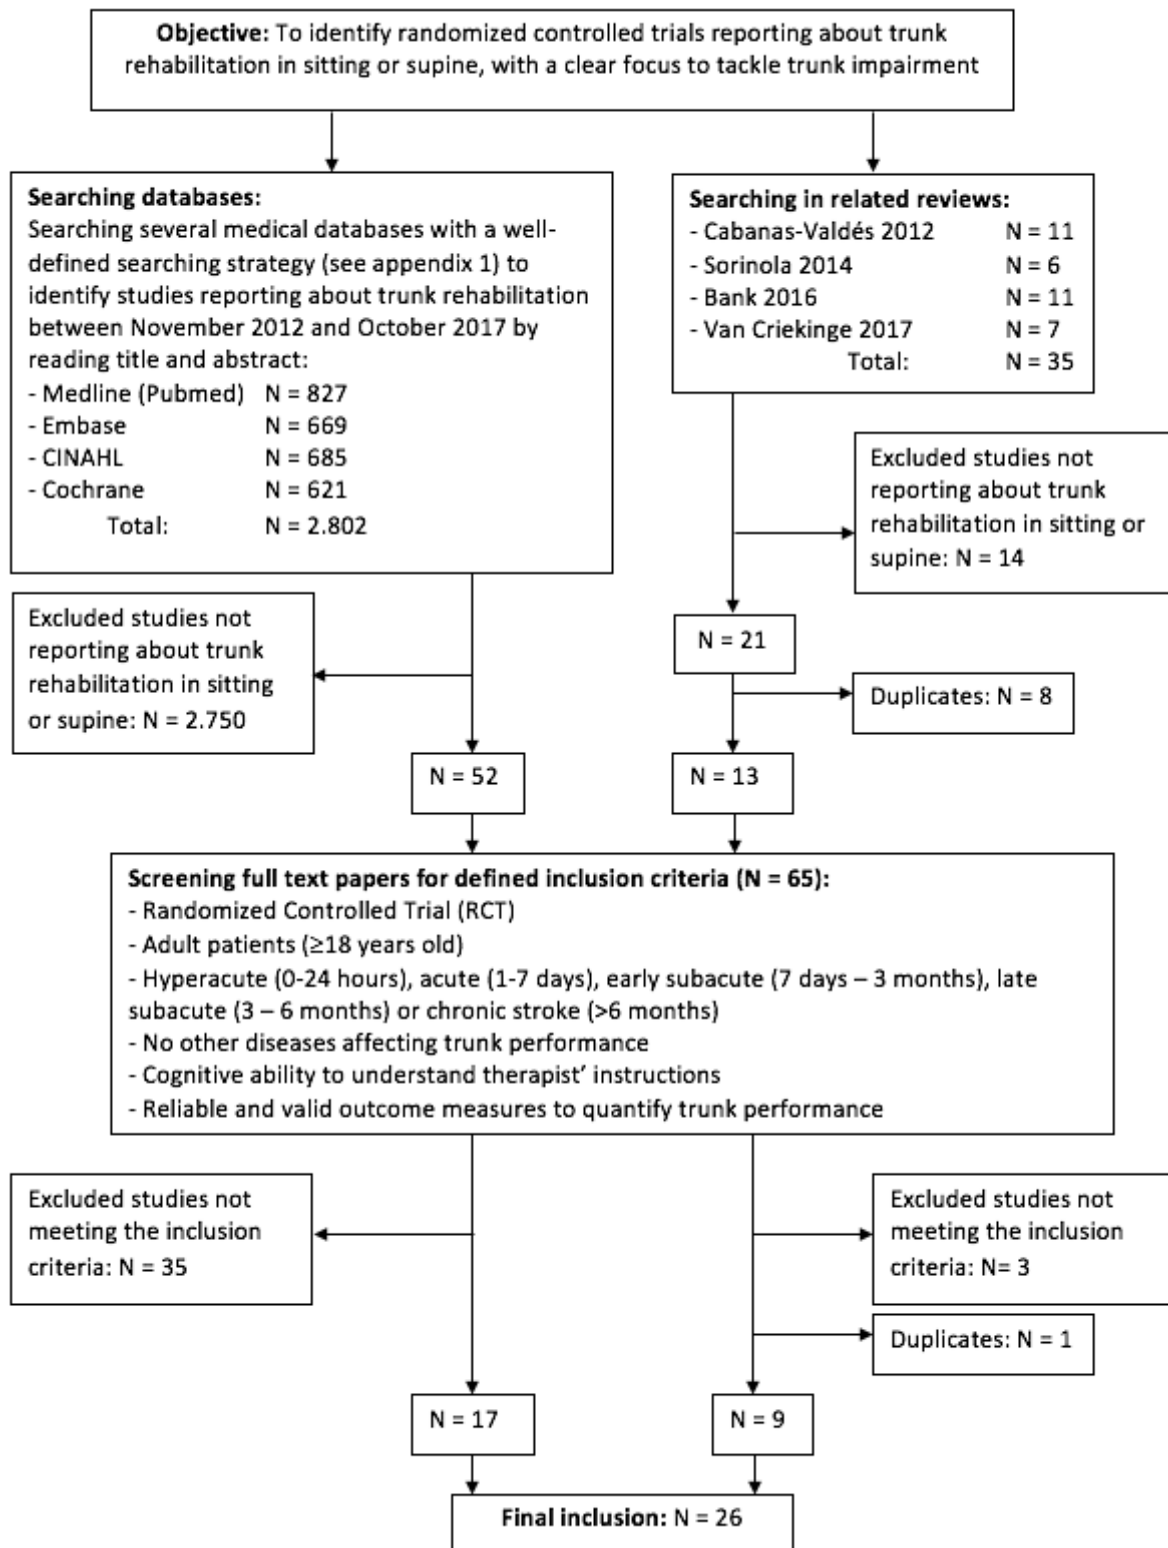 Objective: To identify randomized controlled trials reporting about trunk
rehabilitation in sitting or supine, with a clear focus to tackle trunk impairment
Searching databases:
Searching several medical databases with a well-
defined searching strategy (see appendix 1) to
identify studies reporting about trunk rehabilitation
between November 2012 and October 2017 by
reading title and abstract:
- Medline (Pubmed) N = 827
- Embase N = 669
- CINAHL N = 685
- Cochrane N = 621
Total: N = 2.802
Searching in related reviews:
- Cabanas-Valdés 2012 N = 11
- Sorinola 2014 N = 6
- Bank 2016 N = 11
- Van Criekinge 2017 N = 7
Total: N = 35
Excluded studies not
reporting about trunk
rehabilitation in sitting or
supine: N = 14
Excluded studies not
reporting about trunk
rehabilitation in sitting
or supine: N = 2.750
N = 21
Duplicates: N = 8
N = 52
N = 13
Screening full text papers for defined inclusion criteria (N = 65):
- Randomized Controlled Trial (RCT)
- Adult patients (≥18 years old)
- Hyperacute (0-24 hours), acute (1-7 days), early subacute (7 days – 3 months), late
subacute (3 – 6 months) or chronic stroke (>6 months)
- No other diseases affecting trunk performance
- Cognitive ability to understand therapist’ instructions
- Reliable and valid outcome measures to quantify trunk performance
Excluded studies not
meeting the inclusion
criteria: N = 35
Excluded studies not
meeting the inclusion
criteria: N= 3
Duplicates: N = 1
N = 17
N = 9
Final inclusion: N = 26